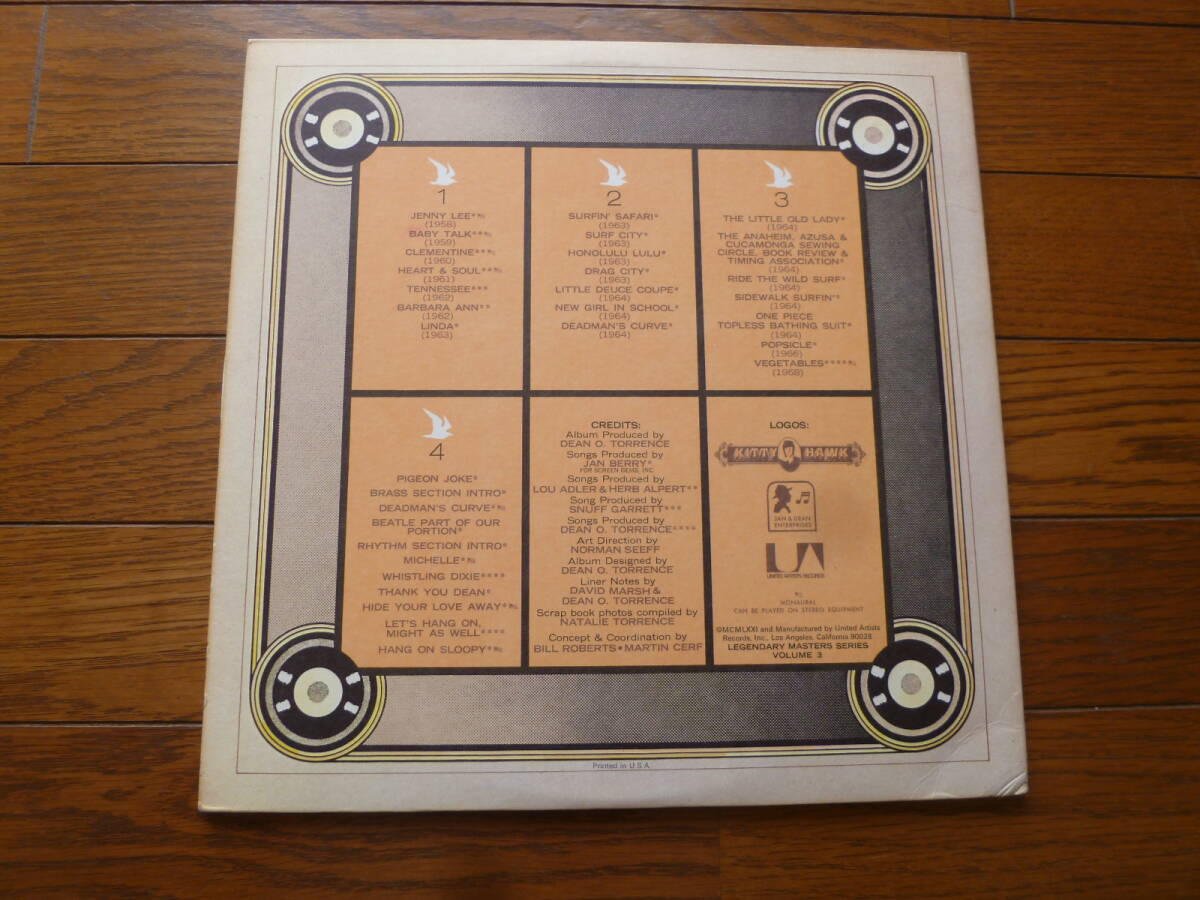 1
JENNY LEE*
(1958)
BABY TALK***
(1959)
CLEMENTINE***
(1960)
HEART & SOUL***
(1961)
TENNESSEE***
(1962)
BARBARA ANN**
(1962)
LINDA*
(1963)
2
SURFIN' SAFARI*
(1963)
SURF CITY*
(1963)
HONOLULU LULU*
(1963)
DRAG CITY*
(1963)
LITTLE DEUCE COUPE*
(1964)
NEW GIRL IN SCHOOL*
(1964)
DEADMAN'S CURVE*
(1964)
3
THE LITTLE OLD LADY*
(1964)
THE ANAHEIM, AZUSA &
CUCAMONGA SEWING
CIRCLE, BOOK REVIEW &
TIMING ASSOCIATION*
(1964)
RIDE THE WILD SURF*
(1964)
SIDEWALK SURFIN'*
(1964)
ONE PIECE
TOPLESS BATHING SUIT*
(1964)
POPSICLE*
(1966)
VEGETABLES****
(1968)
4
PIGEON JOKE*
BRASS SECTION INTRO*
DEADMAN'S CURVE*
BEATLE PART OF OUR
PORTION*
RHYTHM SECTION INTRO*
MICHELLE*
WHISTLING DIXIE****
THANK YOU DEAN*
HIDE YOUR LOVE AWAY*
LET'S HANG ON,
MIGHT AS WELL****
HANG ON SLOOPY*
CREDITS:
Album Produced by
DEAN O. TORRENCE
Songs Produced by
JAN BERRY*
FOR SCREEN GEMS, INC.
Songs Produced by
LOU ADLER & HERB ALPERT**
Song Produced by
SNUFF GARRETT***
Songs Produced by
DEAN O. TORRENCE****
Art Direction by
NORMAN SEEFF
Album Designed by
DEAN O. TORRENCE
Liner Notes by
DAVID MARSH &
DEAN O. TORRENCE
Scrap book photos compiled by
NATALIE TORRENCE
Concept & Coordination by
BILL ROBERTS • MARTIN CERF
LOGOS:
KITTY HAWK
JAN & DEAN
ENTERPRISES
UA
UNITED ARTISTS RECORDS
MONAURAL
CAN BE PLAYED ON STEREO EQUIPMENT
©MCMLXXI and Manufactured by United Artists
Records, Inc., Los Angeles, California 90028
LEGENDARY MASTERS SERIES
VOLUME 3
Printed in U.S.A.